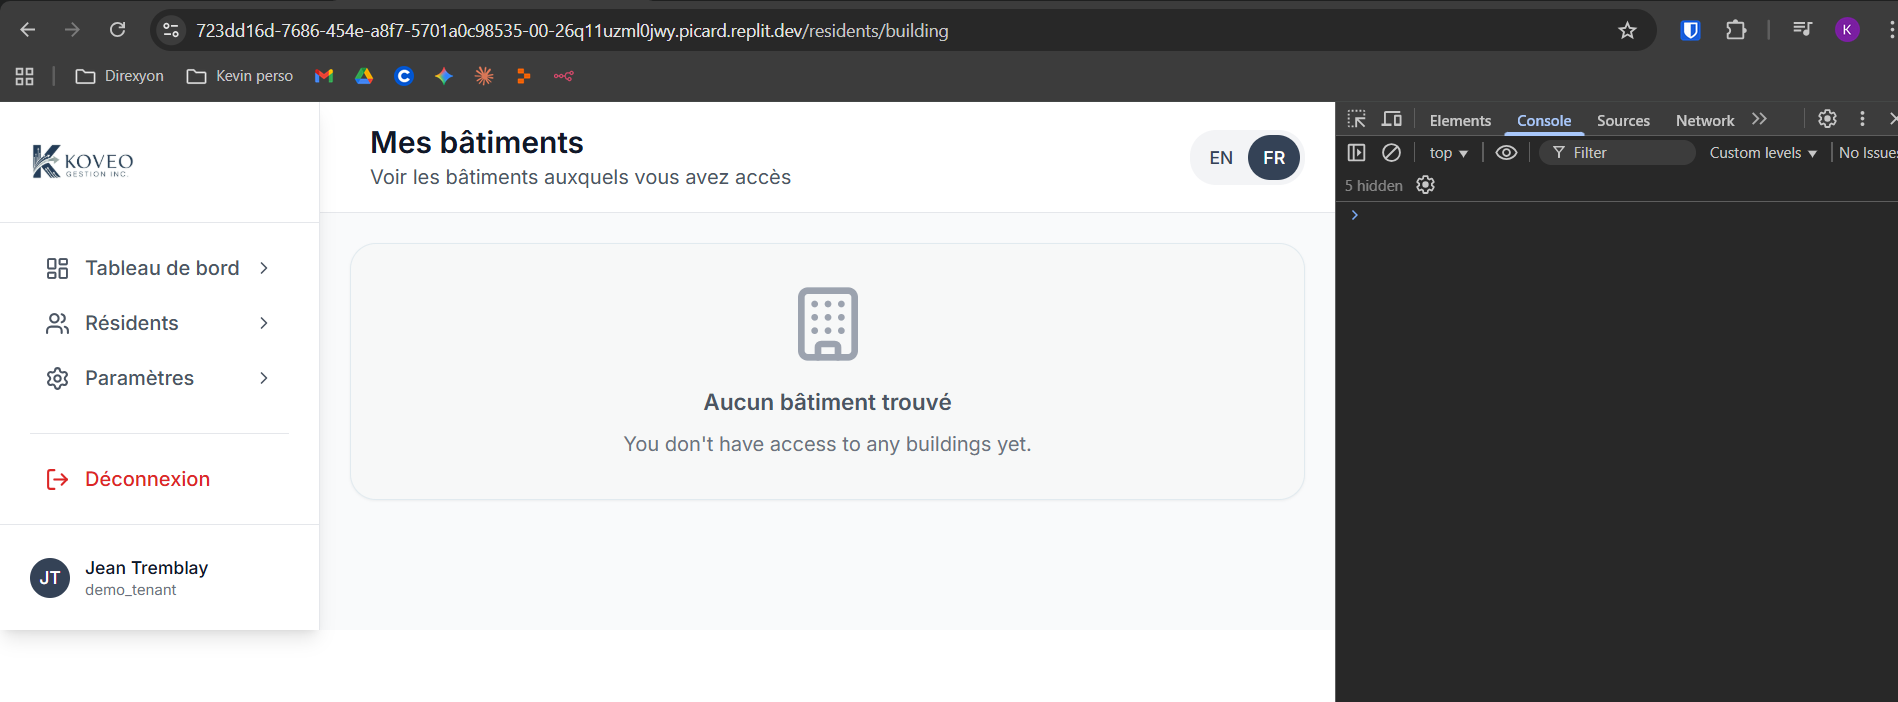 723dd16d-7686-454e-a8f7-5701a0c98535-00-26q11uzml0jwy.picard.replit.dev/residents/building
K
Direxyon
Kevin perso
KOVEO
GESTION INC.
Mes bâtiments
Voir les bâtiments auxquels vous avez accès
EN
FR
Tableau de bord
Résidents
Paramètres
Déconnexion
JT
Jean Tremblay
demo_tenant
Aucun bâtiment trouvé
You don't have access to any buildings yet.
Elements
Console
Sources
Network
top
Filter
Custom levels
No Issues
5 hidden